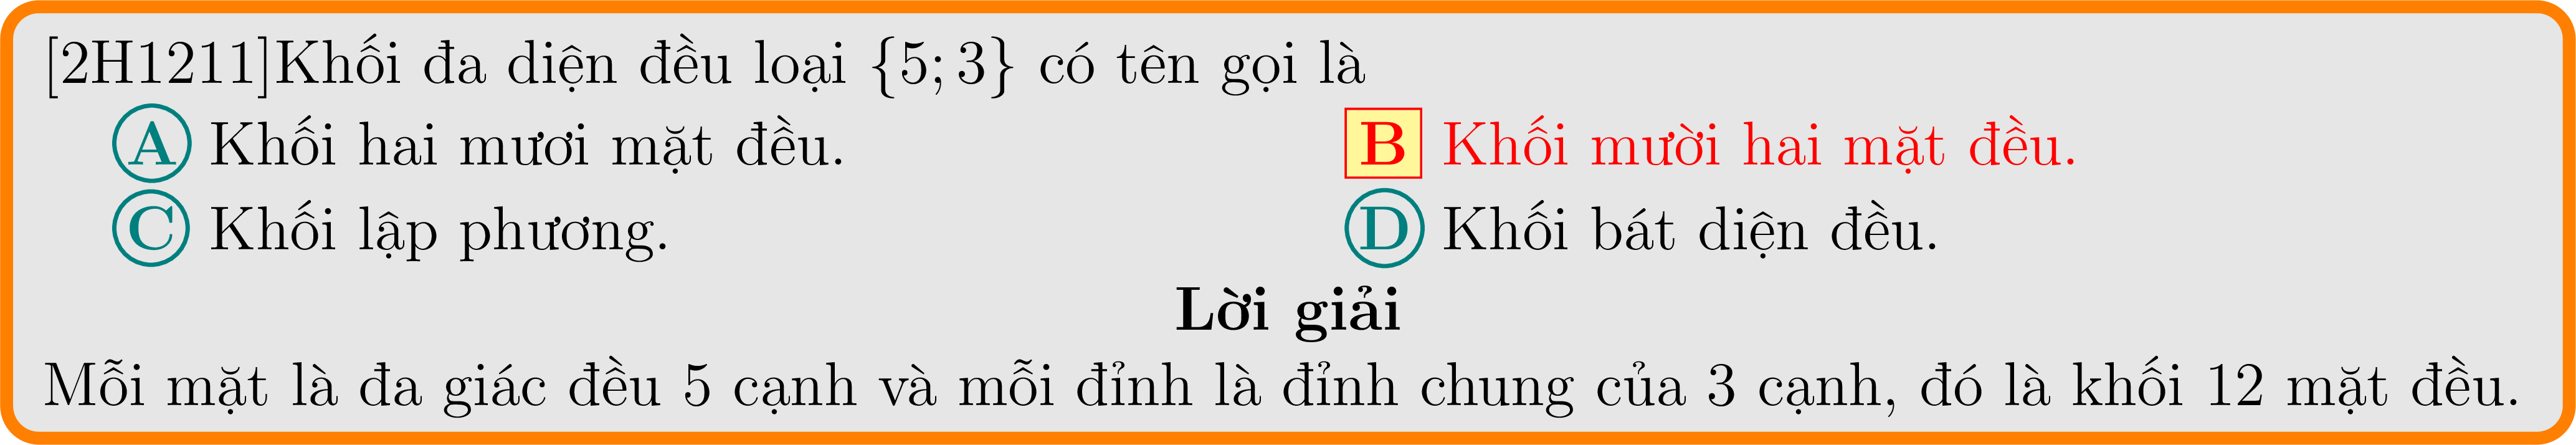 [2H1211]Khối đa diện đều loại {5; 3} có tên gọi là
A Khối hai mươi mặt đều. B Khối mười hai mặt đều.
C Khối lập phương. D Khối bát diện đều.
Lời giải
Mỗi mặt là đa giác đều 5 cạnh và mỗi đỉnh là đỉnh chung của 3 cạnh, đó là khối 12 mặt đều.